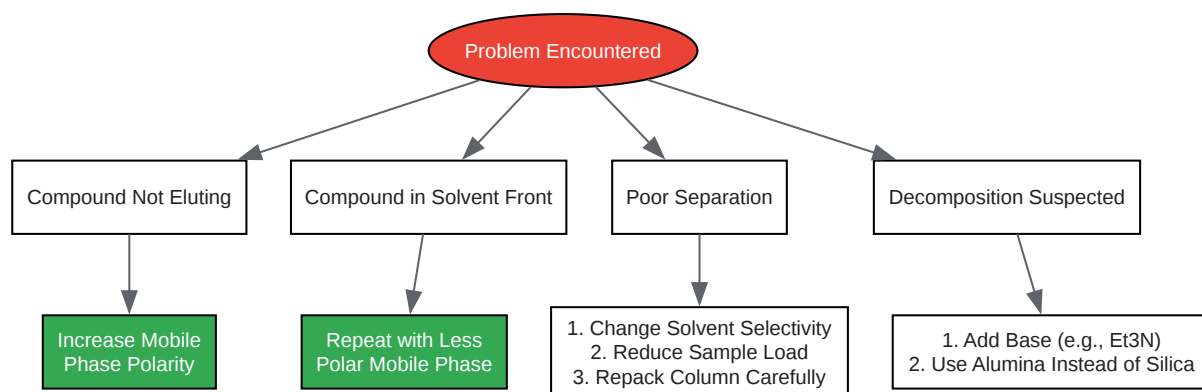 Problem Encountered
Compound Not Eluting
Compound in Solvent Front
Poor Separation
Decomposition Suspected
Increase Mobile
Phase Polarity
Repeat with Less
Polar Mobile Phase
1. Change Solvent Selectivity
2. Reduce Sample Load
3. Repack Column Carefully
1. Add Base (e.g., Et3N)
2. Use Alumina Instead of Silica